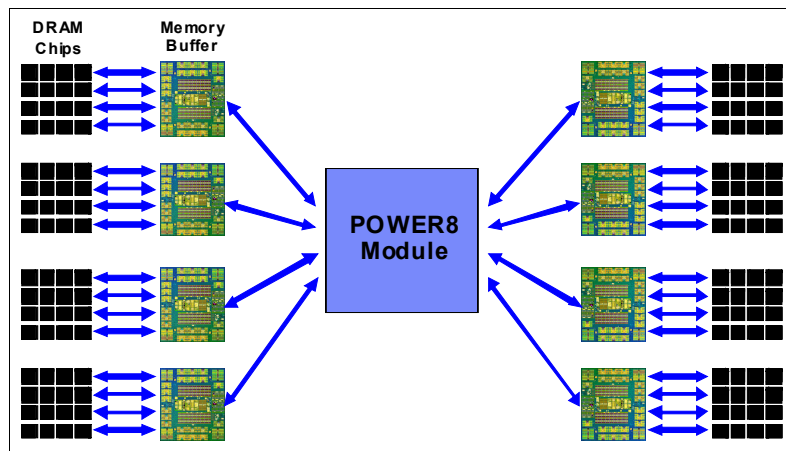 DRAM
Chips
Memory
Buffer
POWER8
Module